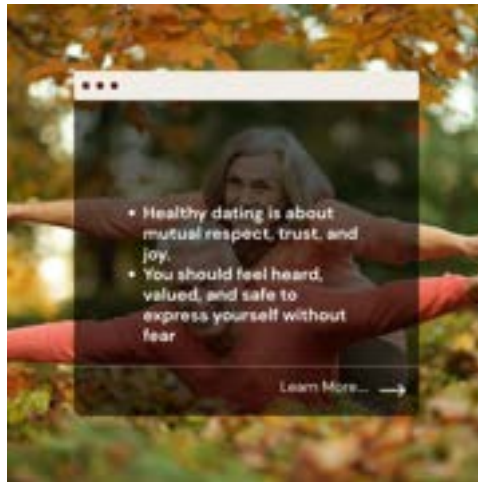 • Healthy dating is about
mutual respect, trust, and
joy.
• You should feel heard,
valued, and safe to
express yourself without
fear
Learn More... →